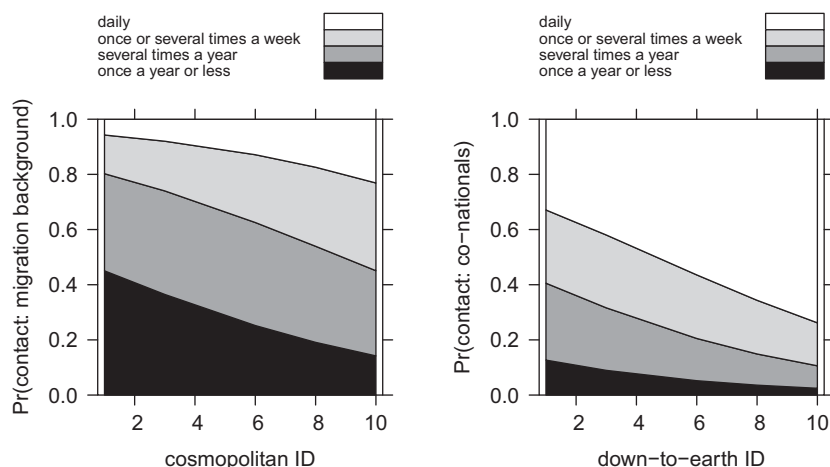 daily
once or several times a week
several times a year
once a year or less
Pr(contact: migration background)
1.0
0.8
0.6
0.4
0.2
0.0
2 4 6 8 10
cosmopolitan ID
daily
once or several times a week
several times a year
once a year or less
Pr(contact: co−nationals)
1.0
0.8
0.6
0.4
0.2
0.0
2 4 6 8 10
down−to−earth ID